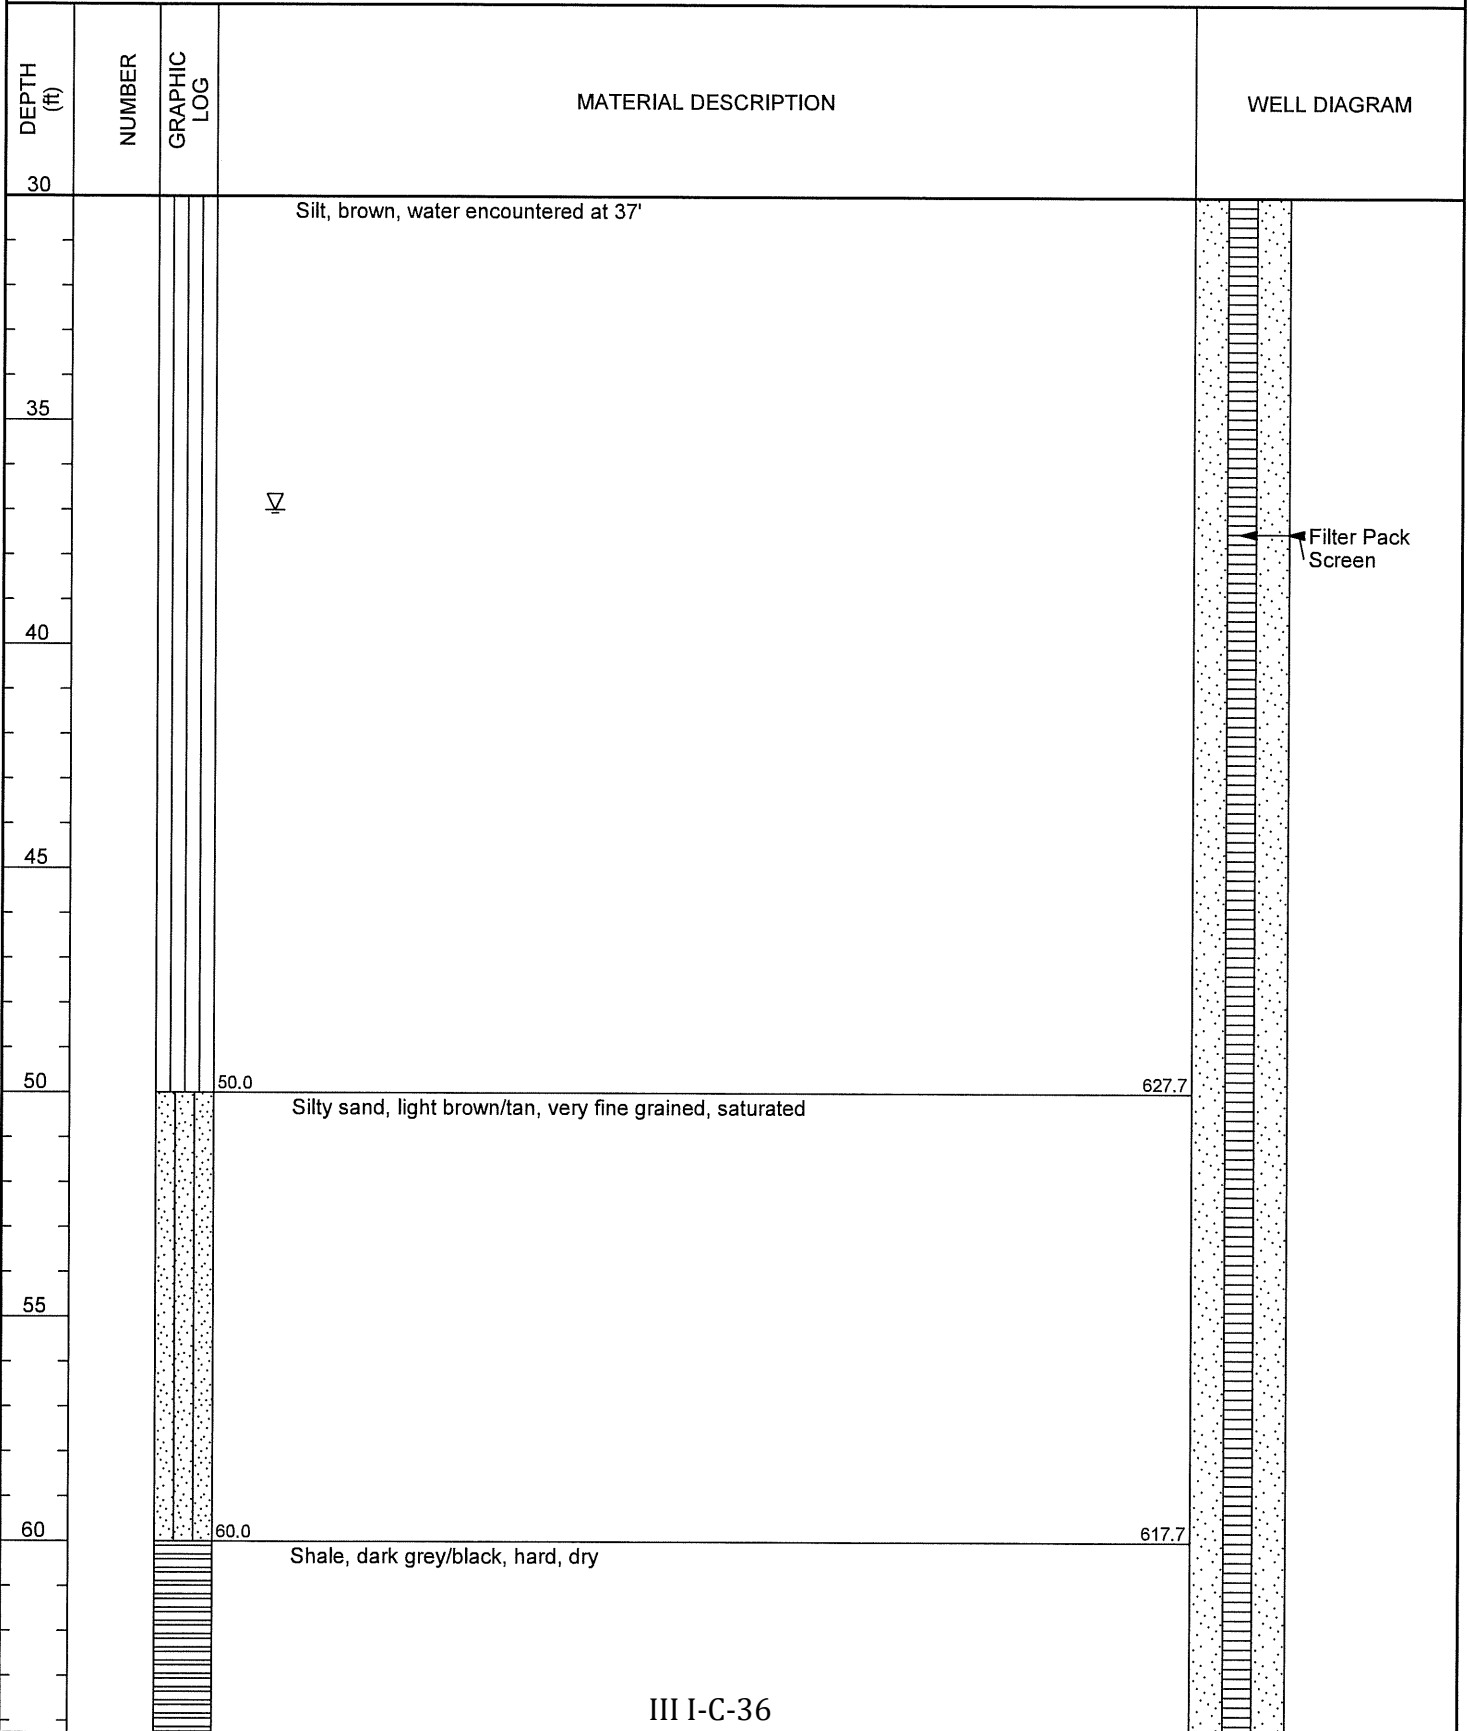 DEPTH
(ft)
NUMBER
GRAPHIC
LOG
MATERIAL DESCRIPTION
WELL DIAGRAM
30
Silt, brown, water encountered at 37'
35
Filter Pack
Screen
40
45
50
50.0
627.7
Silty sand, light brown/tan, very fine grained, saturated
55
60
60.0
617.7
Shale, dark grey/black, hard, dry
III I-C-36